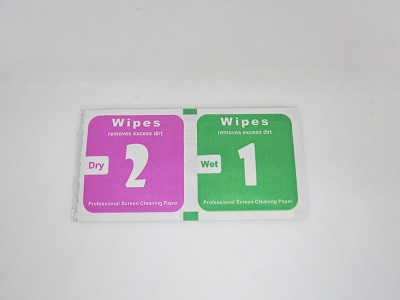 Wipes
removes excess dirt
Dry
2
Professional Screen Cleaning Paper
Wipes
removes excess dirt
Wet
1
Professional Screen Cleaning Paper